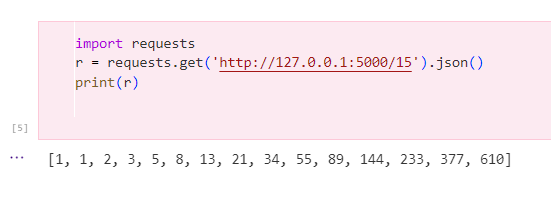 import requests
r = requests.get('http://127.0.0.1:5000/15').json()
print(r)
[5]
... [1, 1, 2, 3, 5, 8, 13, 21, 34, 55, 89, 144, 233, 377, 610]